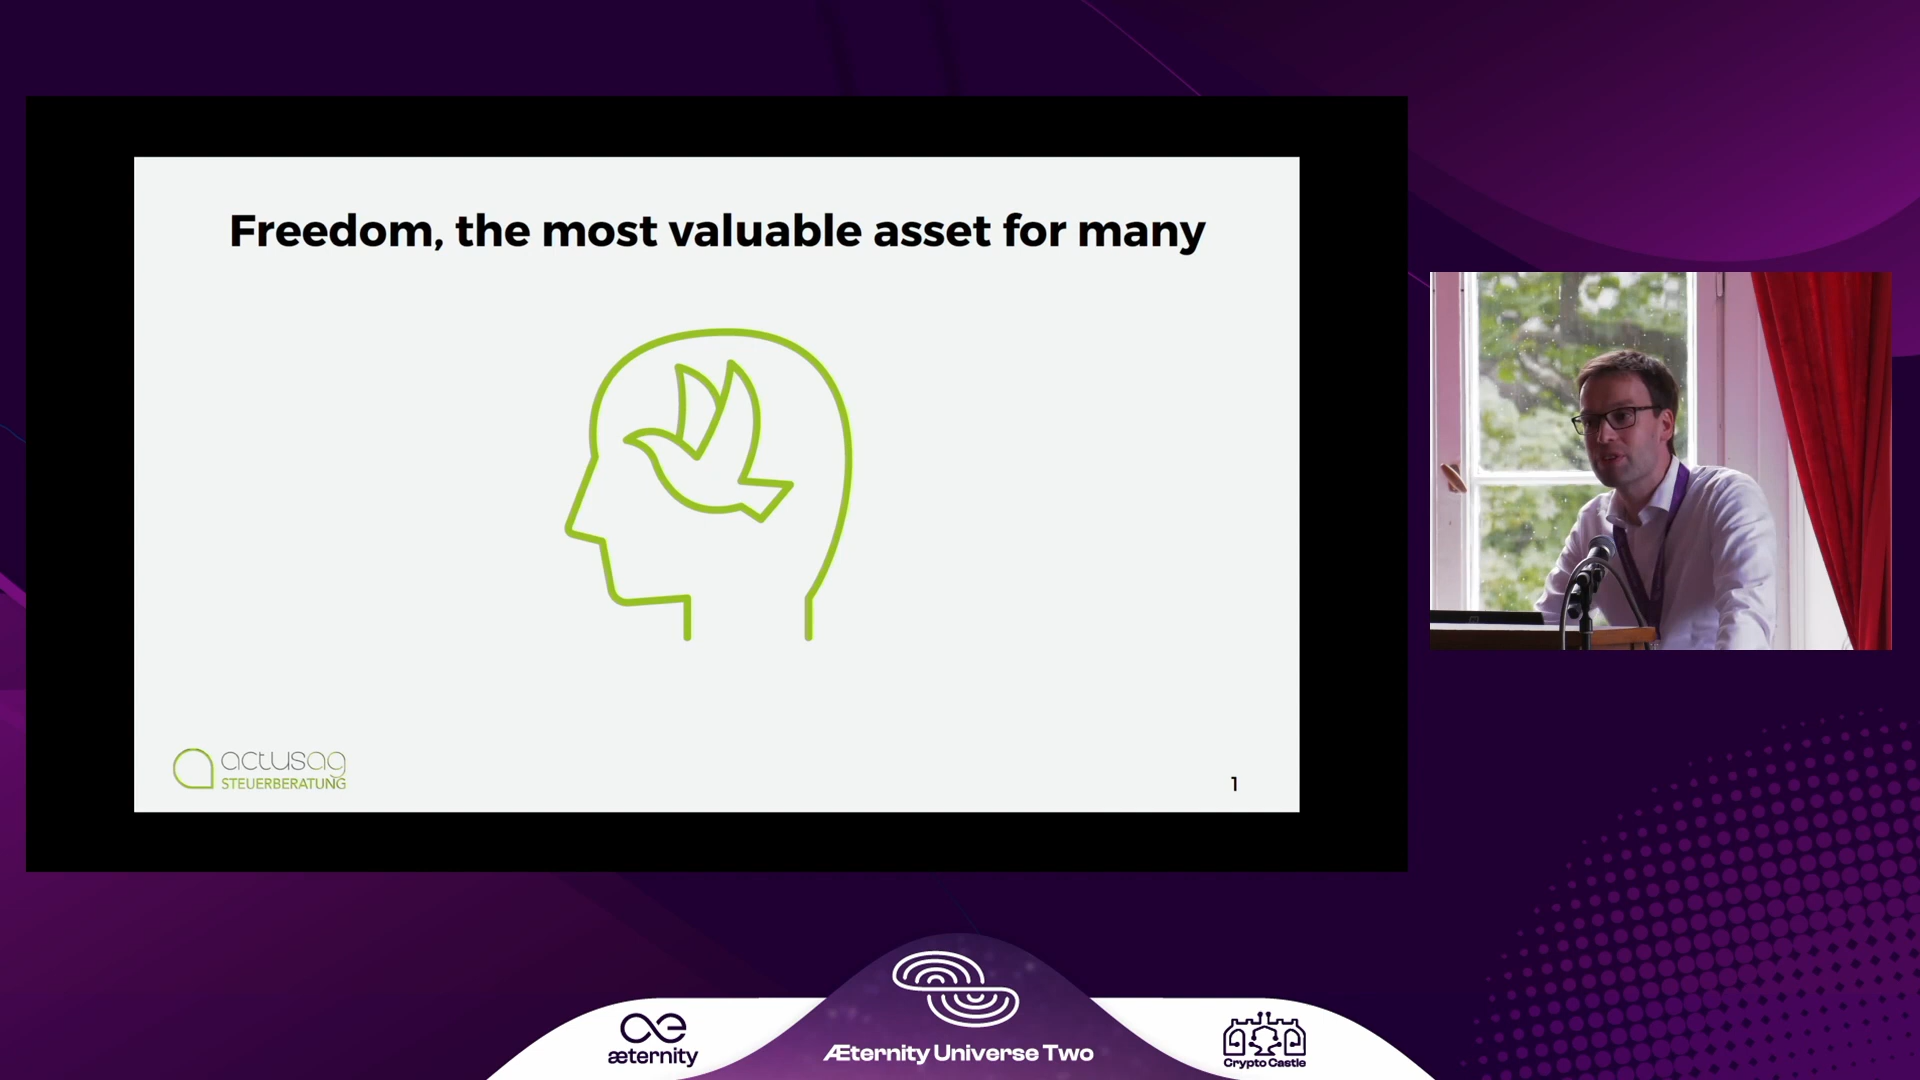 Freedom, the most valuable asset for many
actusag
STEUERBERATUNG
1
æternity
Æternity Universe Two
Crypto Castle